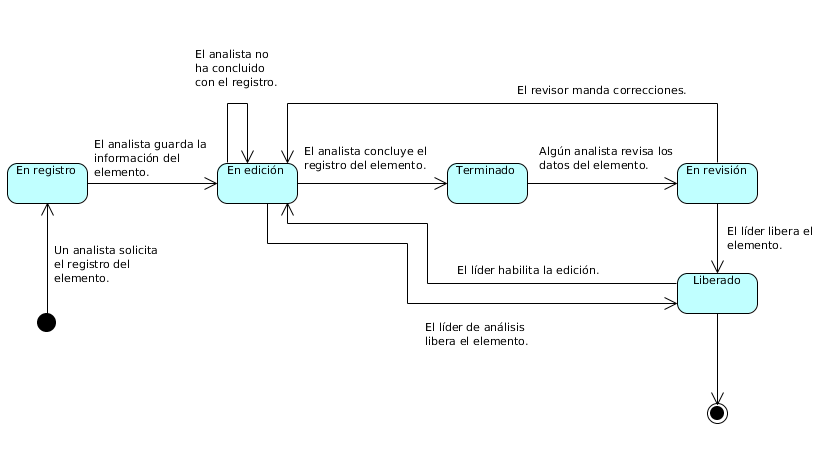 El analista no
ha concluido
con el registro.
El revisor manda correcciones.
El analista guarda la
información del
elemento.
El analista concluye el
registro del elemento.
Algún analista revisa los
datos del elemento.
En registro
En edición
Terminado
En revisión
Un analista solicita
el registro del
elemento.
El líder libera el
elemento.
El líder habilita la edición.
Liberado
El líder de análisis
libera el elemento.